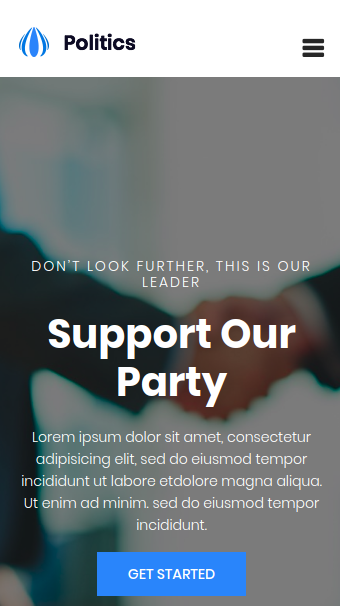 Politics
DON'T LOOK FURTHER, THIS IS OUR
LEADER
Support Our
Party
Lorem ipsum dolor sit amet, consectetur
adipisicing elit, sed do eiusmod tempor
incididunt ut labore etdolore magna aliqua.
Ut enim ad minim. sed do eiusmod tempor
incididunt.
GET STARTED